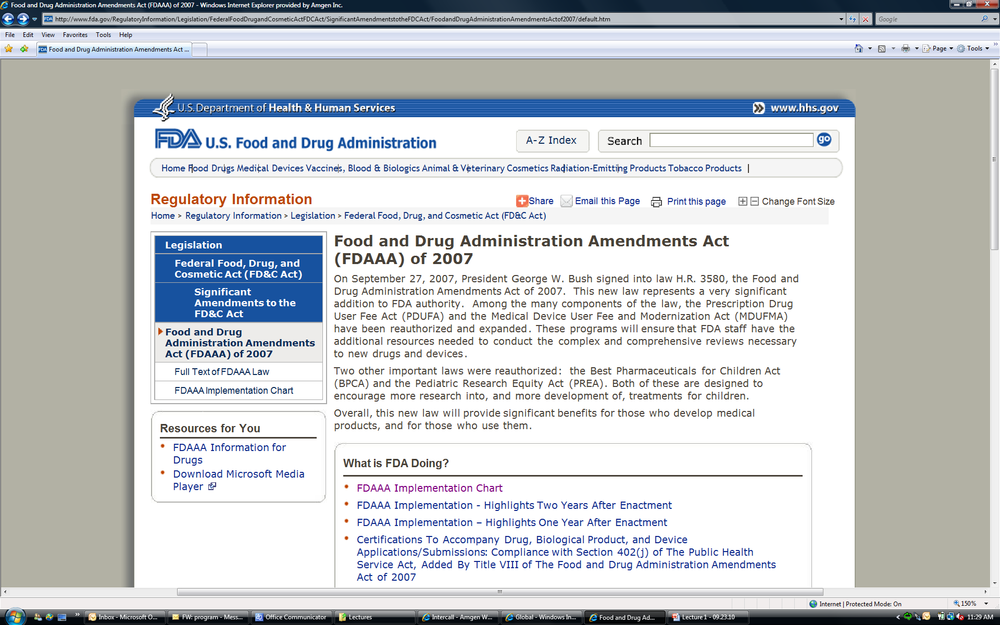 Food and Drug Administration Amendments Act (FDAAA) of 2007 - Windows Internet Explorer provided by Amgen Inc.
http://www.fda.gov/RegulatoryInformation/Legislation/FederalFoodDrugandCosmeticActFDCAct/SignificantAmendmentstotheFDCAct/FoodandDrugAdministrationAmendmentsActof2007/default.htm
Google
File Edit View Favorites Tools Help
FDA Food and Drug Administration Amendments Act ...
Page Tools
U.S. Department of Health & Human Services
www.hhs.gov
FDA U.S. Food and Drug Administration
A-Z Index
Search
go
Home Food Drugs Medical Devices Vaccines, Blood & Biologics Animal & Veterinary Cosmetics Radiation-Emitting Products Tobacco Products
Regulatory Information
Share Email this Page Print this page Change Font Size
Home > Regulatory Information > Legislation > Federal Food, Drug, and Cosmetic Act (FD&C Act)
Legislation
Federal Food, Drug, and
Cosmetic Act (FD&C Act)
Significant
Amendments to the
FD&C Act
Food and Drug
Administration Amendments
Act (FDAAA) of 2007
Full Text of FDAAA Law
FDAAA Implementation Chart
Resources for You
FDAAA Information for
Drugs
Download Microsoft Media
Player
Food and Drug Administration Amendments Act
(FDAAA) of 2007
On September 27, 2007, President George W. Bush signed into law H.R. 3580, the Food and
Drug Administration Amendments Act of 2007. This new law represents a very significant
addition to FDA authority. Among the many components of the law, the Prescription Drug
User Fee Act (PDUFA) and the Medical Device User Fee and Modernization Act (MDUFMA)
have been reauthorized and expanded. These programs will ensure that FDA staff have the
additional resources needed to conduct the complex and comprehensive reviews necessary
to new drugs and devices.
Two other important laws were reauthorized: the Best Pharmaceuticals for Children Act
(BPCA) and the Pediatric Research Equity Act (PREA). Both of these are designed to
encourage more research into, and more development of, treatments for children.
Overall, this new law will provide significant benefits for those who develop medical
products, and for those who use them.
What is FDA Doing?
FDAAA Implementation Chart
FDAAA Implementation - Highlights Two Years After Enactment
FDAAA Implementation – Highlights One Year After Enactment
Certifications To Accompany Drug, Biological Product, and Device
Applications/Submissions: Compliance with Section 402(j) of The Public Health
Service Act, Added By Title VIII of The Food and Drug Administration Amendments
Act of 2007
Internet | Protected Mode: On
150%
Inbox - Microsoft O...
FW: program - Mess...
Office Communicator
Lectures
Intercall - Amgen W...
Global - Windows In...
Food and Drug Ad...
Lecture 1 - 09.23.10
11:29 AM